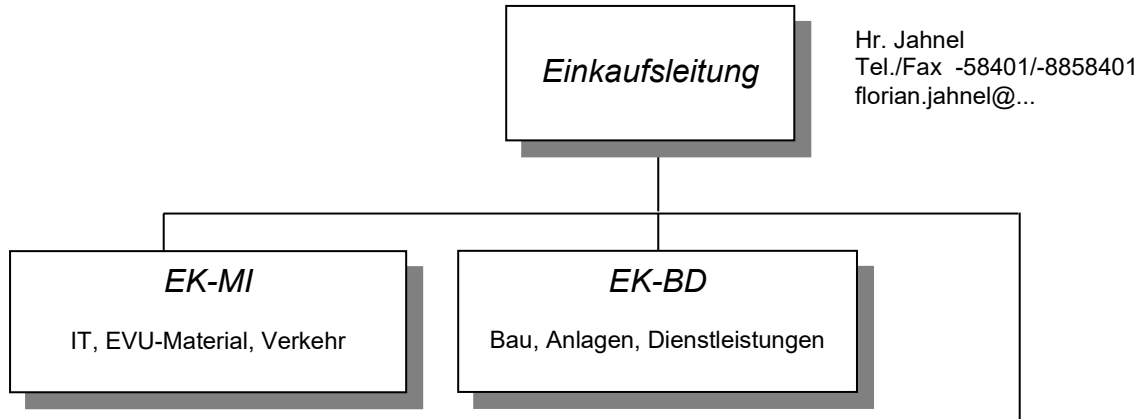 Einkaufsleitung
Hr. Jahnel
Tel./Fax -58401/-8858401
florian.jahnel@...
EK-MI
IT, EVU-Material, Verkehr
EK-BD
Bau, Anlagen, Dienstleistungen